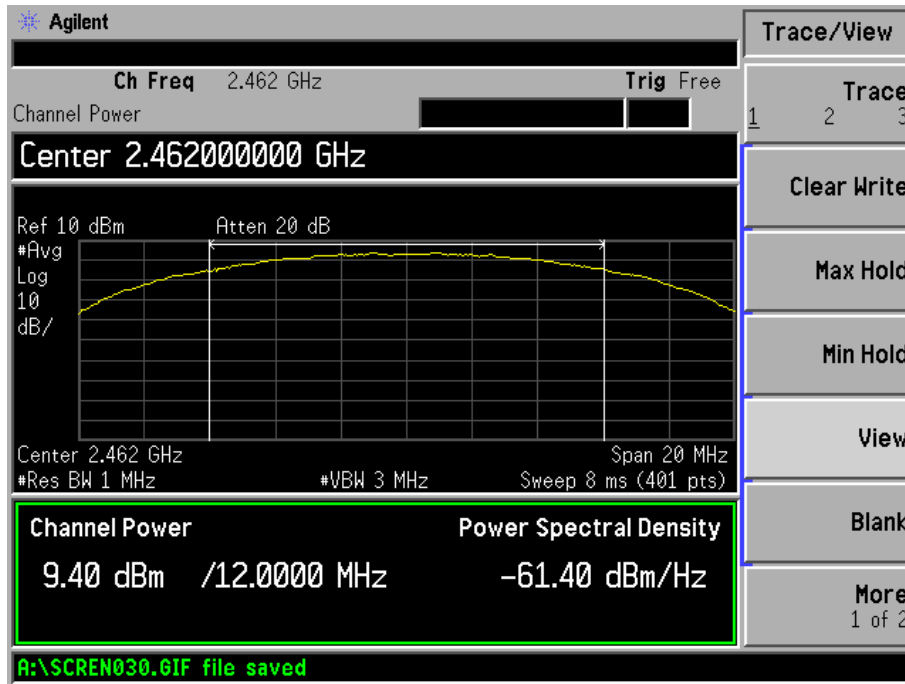 Agilent
Trace/View
Ch Freq 2.462 GHz Trig Free
Channel Power
Trace
1 2 3
Center 2.462000000 GHz
Clear Write
Ref 10 dBm Atten 20 dB
#Avg
Log
10
dB/
Max Hold
Min Hold
View
Center 2.462 GHz Span 20 MHz
#Res BW 1 MHz #VBW 3 MHz Sweep 8 ms (401 pts)
Blank
Channel Power Power Spectral Density
9.40 dBm /12.0000 MHz -61.40 dBm/Hz
More
1 of 2
A:\SCREN030.GIF file saved